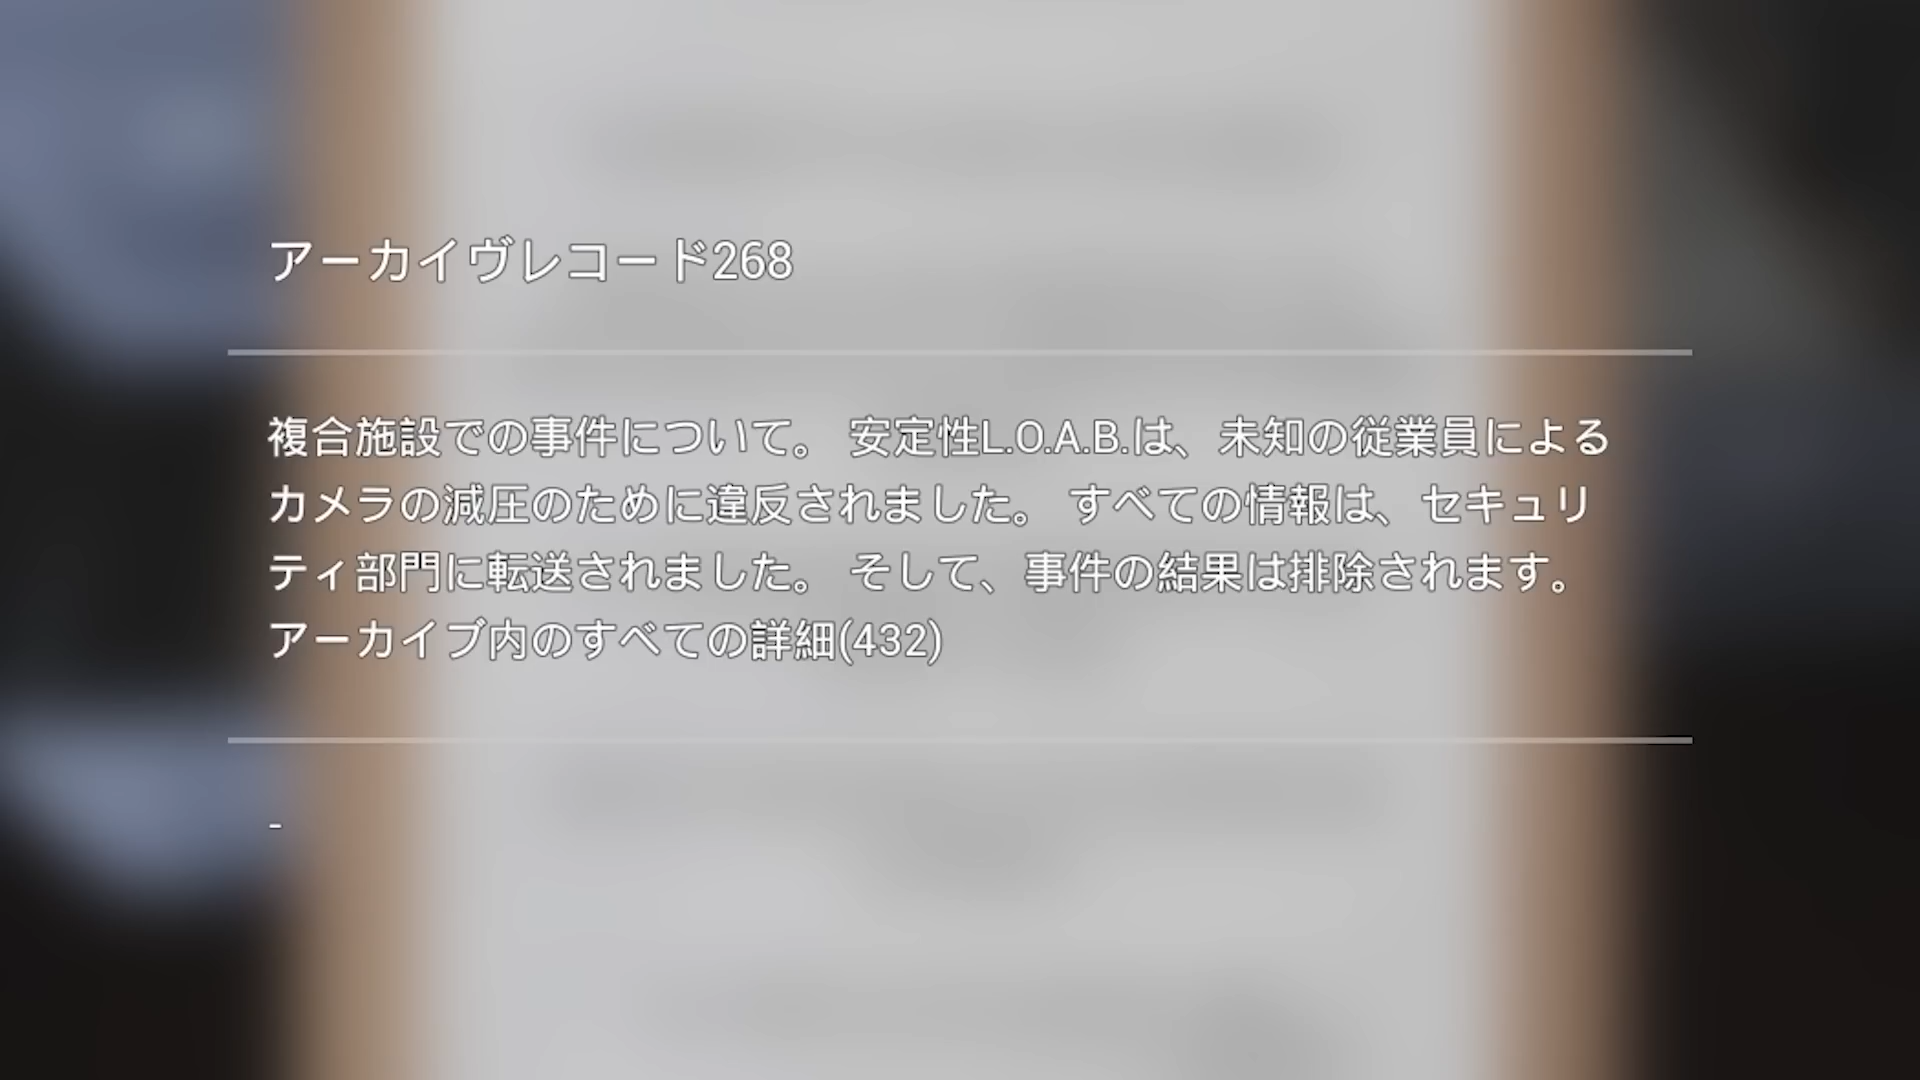 アーカイヴレコード268
複合施設での事件について。 安定性L.O.A.B.は、未知の従業員による
カメラの減圧のために違反されました。 すべての情報は、セキュリ
ティ部門に転送されました。 そして、事件の結果は排除されます。
アーカイブ内のすべての詳細(432)
-